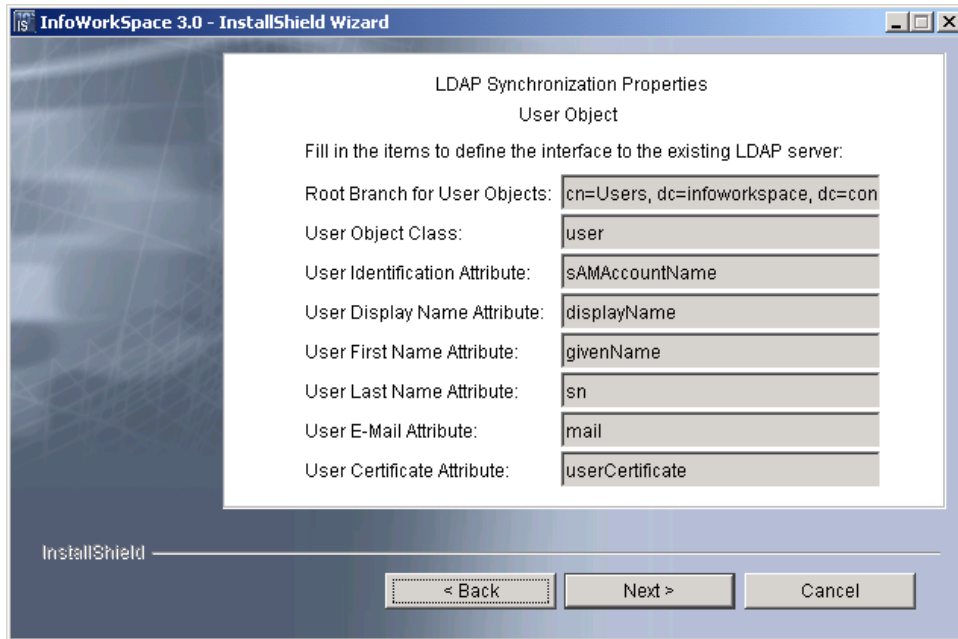 InfoWorkSpace 3.0 - InstallShield Wizard
LDAP Synchronization Properties
User Object
Fill in the items to define the interface to the existing LDAP server:
Root Branch for User Objects: cn=Users, dc=infoworkspace, dc=con
User Object Class: user
User Identification Attribute: sAMAccountName
User Display Name Attribute: displayName
User First Name Attribute: givenName
User Last Name Attribute: sn
User E-Mail Attribute: mail
User Certificate Attribute: userCertificate
InstallShield
< Back Next > Cancel